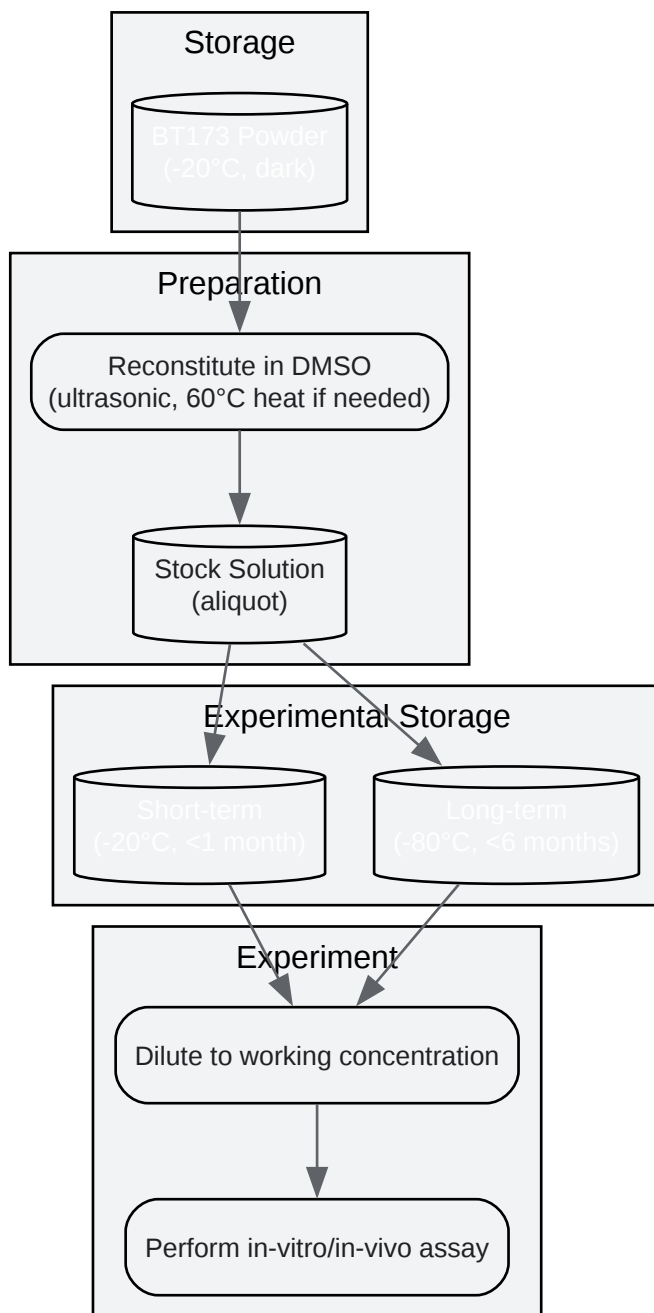 Storage
BT173 Powder
(-20°C, dark)
Preparation
Reconstitute in DMSO
(ultrasonic, 60°C heat if needed)
Stock Solution
(aliquot)
Experimental Storage
Short-term
(-20°C, <1 month)
Long-term
(-80°C, <6 months)
Experiment
Dilute to working concentration
Perform in-vitro/in-vivo assay